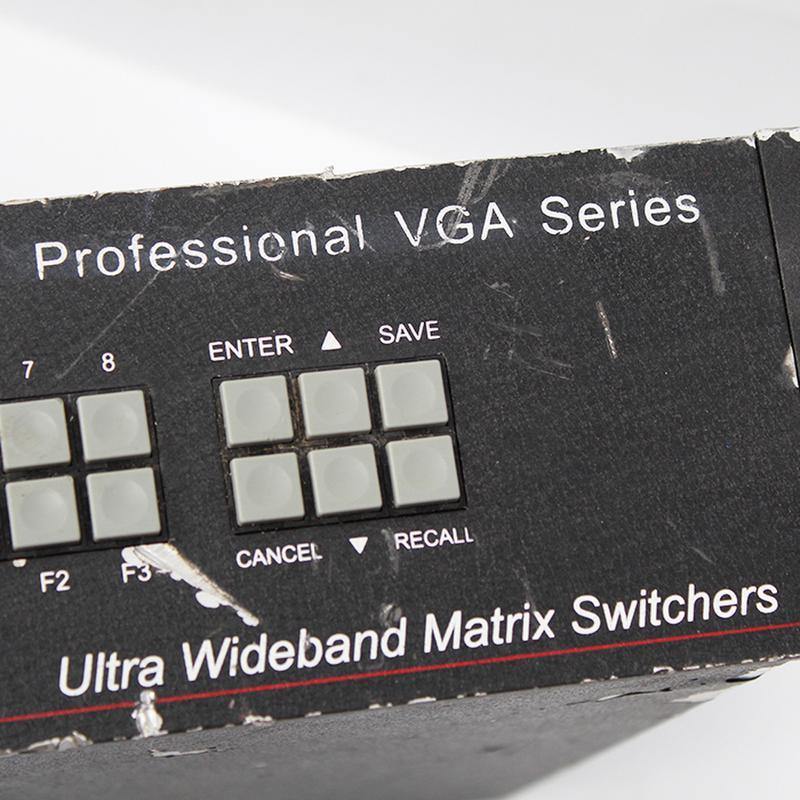 Professional VGA Series
7 8 ENTER ▲ SAVE
F2 F3 CANCEL ▼ RECALL
Ultra Wideband Matrix Switchers